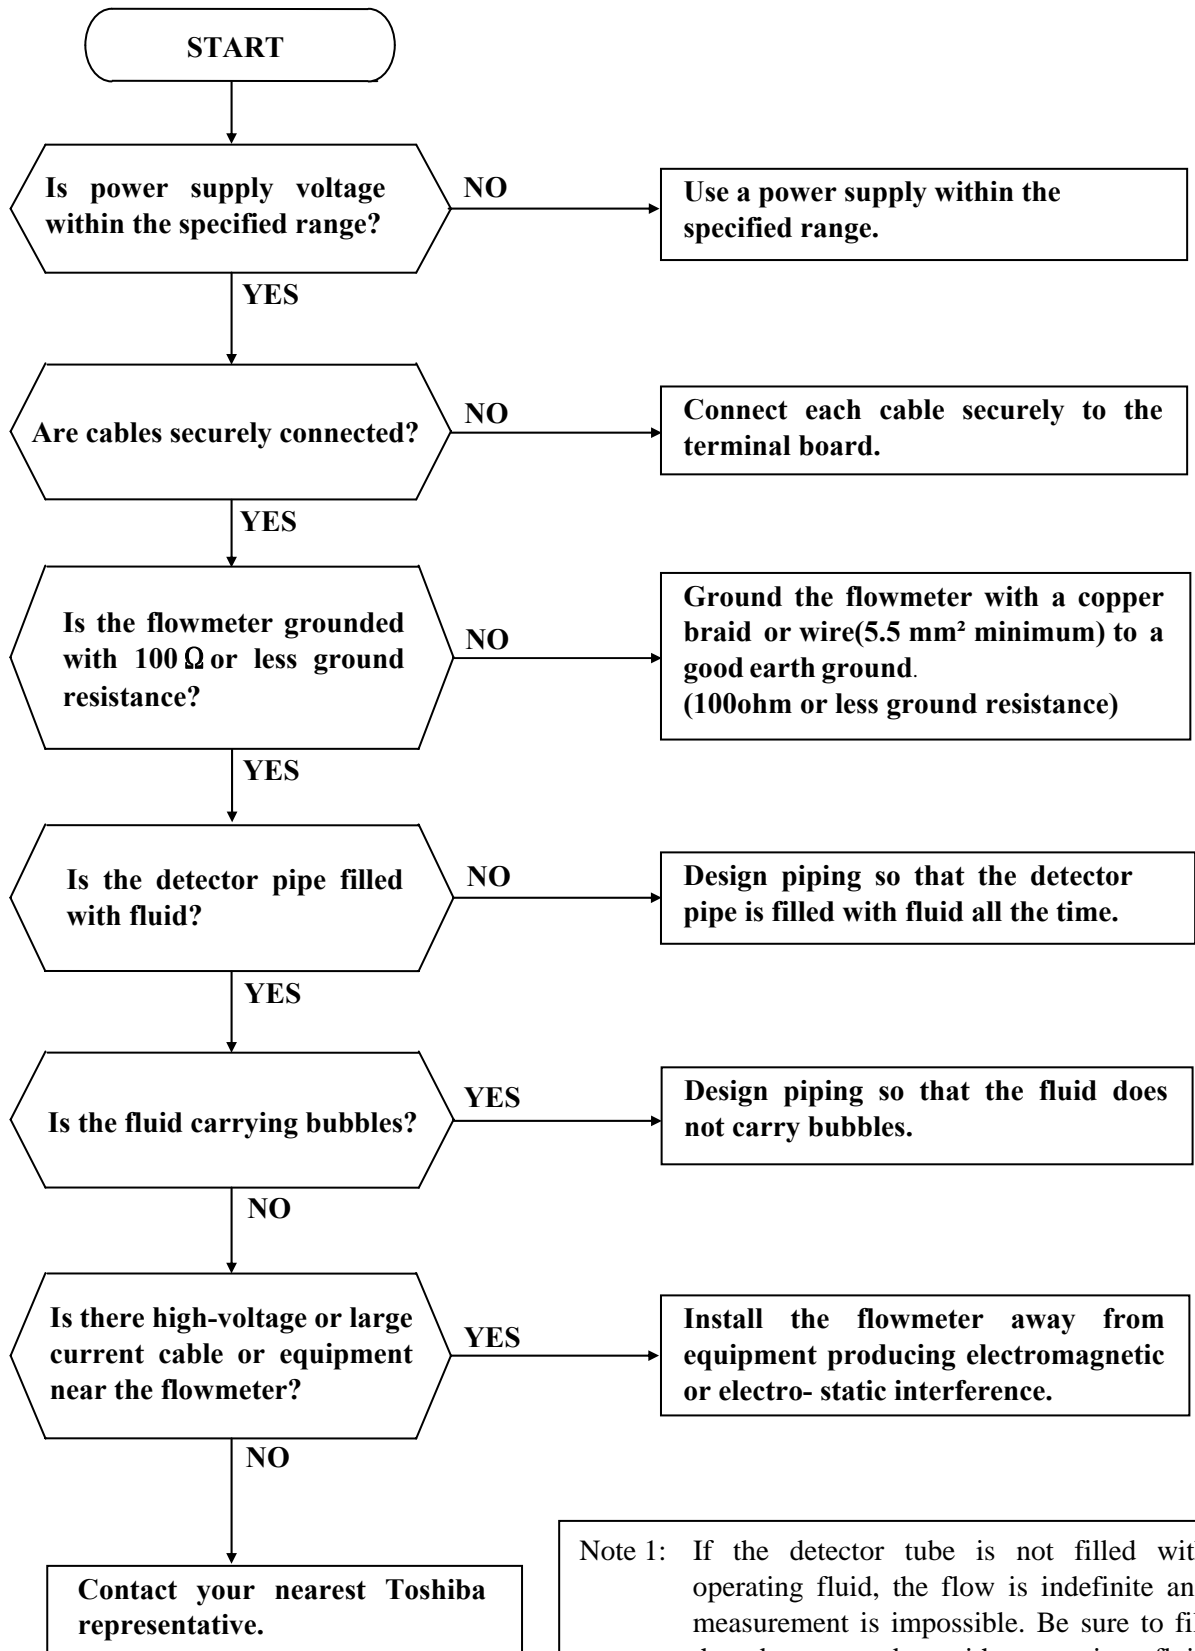 START
Is power supply voltage
within the specified range?
NO
Use a power supply within the
specified range.
YES
Are cables securely connected?
NO
Connect each cable securely to the
terminal board.
YES
Is the flowmeter grounded
with 100 Ω or less ground
resistance?
NO
Ground the flowmeter with a copper
braid or wire(5.5 mm² minimum) to a
good earth ground.
(100ohm or less ground resistance)
YES
Is the detector pipe filled
with fluid?
NO
Design piping so that the detector
pipe is filled with fluid all the time.
YES
Is the fluid carrying bubbles?
YES
Design piping so that the fluid does
not carry bubbles.
NO
Is there high-voltage or large
current cable or equipment
near the flowmeter?
YES
Install the flowmeter away from
equipment producing electromagnetic
or electro- static interference.
NO
Contact your nearest Toshiba
representative.
Note 1: If the detector tube is not filled wit
operating fluid, the flow is indefinite an
measurement is impossible. Be sure to fil